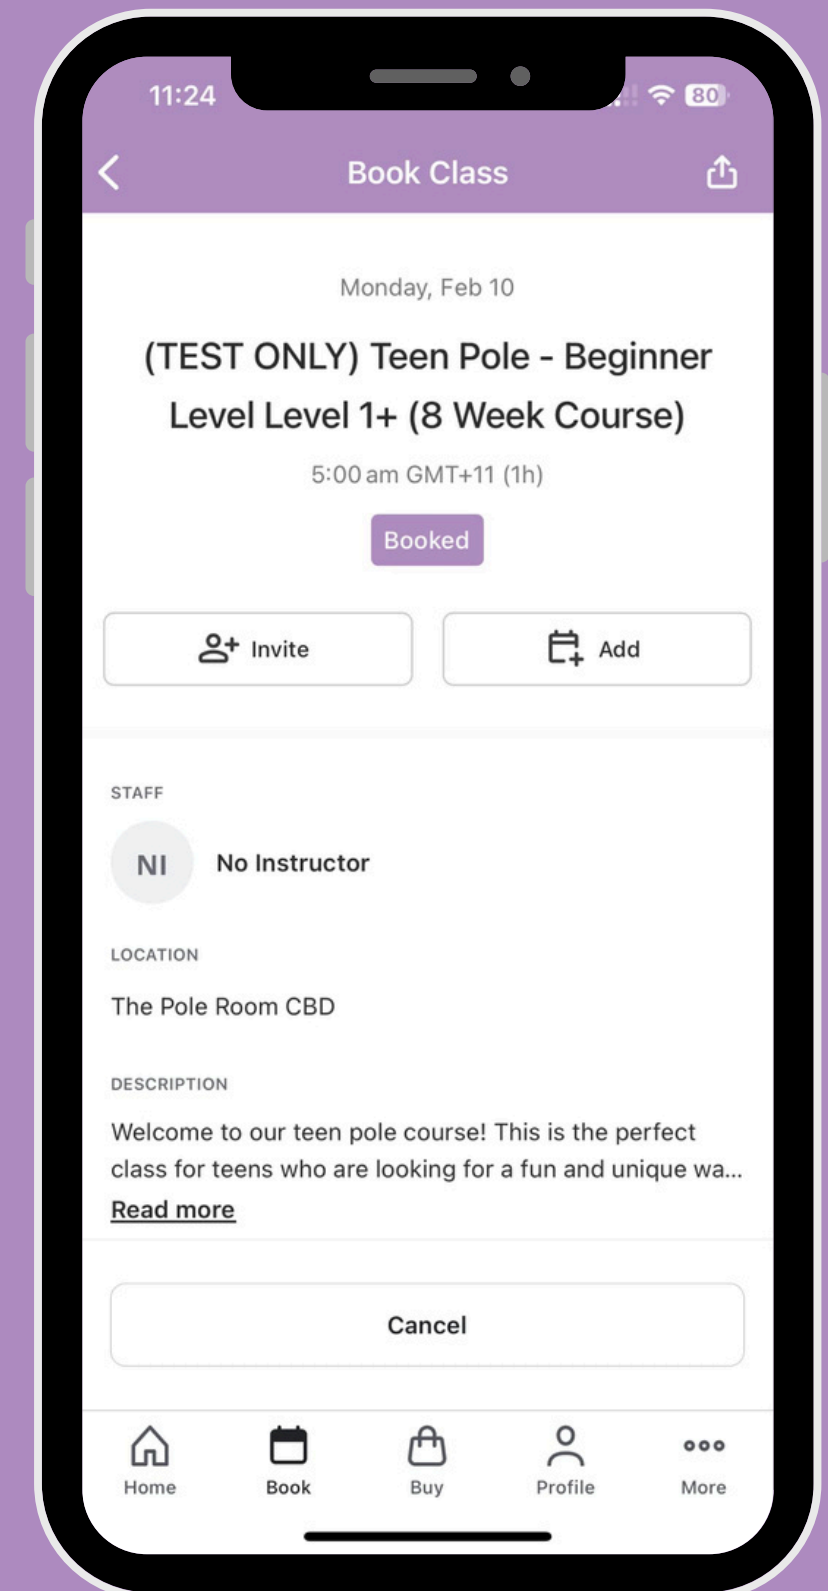 11:24
80
Book Class
Monday, Feb 10
(TEST ONLY) Teen Pole - Beginner
Level Level 1+ (8 Week Course)
5:00 am GMT+11 (1h)
Booked
Invite
Add
STAFF
NI
No Instructor
LOCATION
The Pole Room CBD
DESCRIPTION
Welcome to our teen pole course! This is the perfect
class for teens who are looking for a fun and unique wa...
Read more
Cancel
Home
Book
Buy
Profile
More